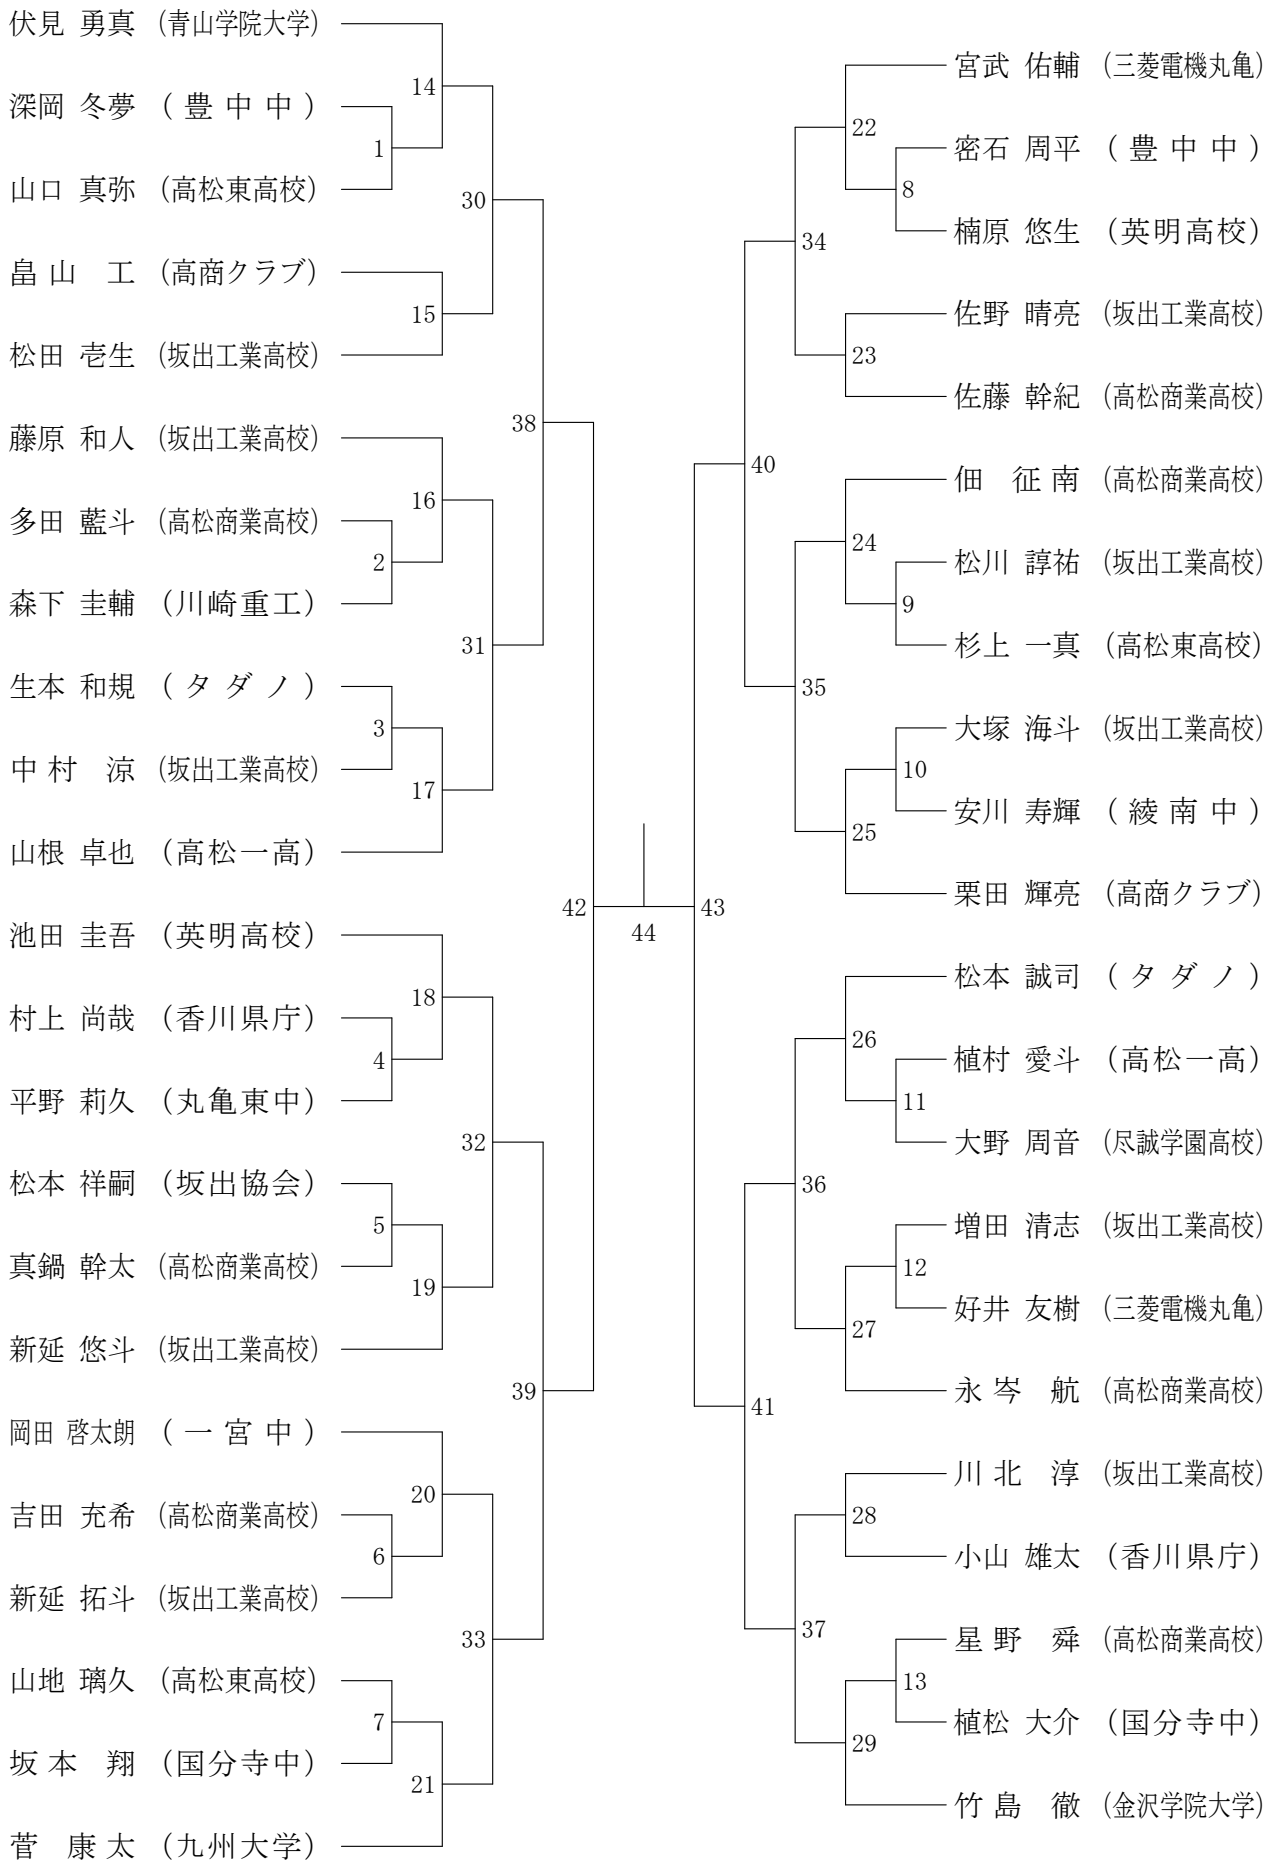 伏見 勇真 (青山学院大学)
深岡 冬夢 (豊中中)
山口 真弥 (高松東高校)
畠山 工 (高商クラブ)
松田 壱生 (坂出工業高校)
藤原 和人 (坂出工業高校)
多田 藍斗 (高松商業高校)
森下 圭輔 (川崎重工)
生本 和規 (タダノ)
中村 涼 (坂出工業高校)
山根 卓也 (高松一高)
池田 圭吾 (英明高校)
村上 尚哉 (香川県庁)
平野 莉久 (丸亀東中)
松本 祥嗣 (坂出協会)
真鍋 幹太 (高松商業高校)
新延 悠斗 (坂出工業高校)
岡田 啓太朗 (一宮中)
吉田 充希 (高松商業高校)
新延 拓斗 (坂出工業高校)
山地 璃久 (高松東高校)
坂本 翔 (国分寺中)
菅 康太 (九州大学)
1
2
3
4
5
6
7
14
15
16
17
18
19
20
21
30
31
32
33
38
39
42
44
43
40
41
34
35
36
37
22
23
24
25
26
27
28
29
8
9
10
11
12
13
宮武 佑輔 (三菱電機丸亀)
密石 周平 (豊中中)
楠原 悠生 (英明高校)
佐野 晴亮 (坂出工業高校)
佐藤 幹紀 (高松商業高校)
佃 征南 (高松商業高校)
松川 諄祐 (坂出工業高校)
杉上 一真 (高松東高校)
大塚 海斗 (坂出工業高校)
安川 寿輝 (綾南中)
栗田 輝亮 (高商クラブ)
松本 誠司 (タダノ)
植村 愛斗 (高松一高)
大野 周音 (尽誠学園高校)
増田 清志 (坂出工業高校)
好井 友樹 (三菱電機丸亀)
永岑 航 (高松商業高校)
川北 淳 (坂出工業高校)
小山 雄太 (香川県庁)
星野 舜 (高松商業高校)
植松 大介 (国分寺中)
竹島 徹 (金沢学院大学)